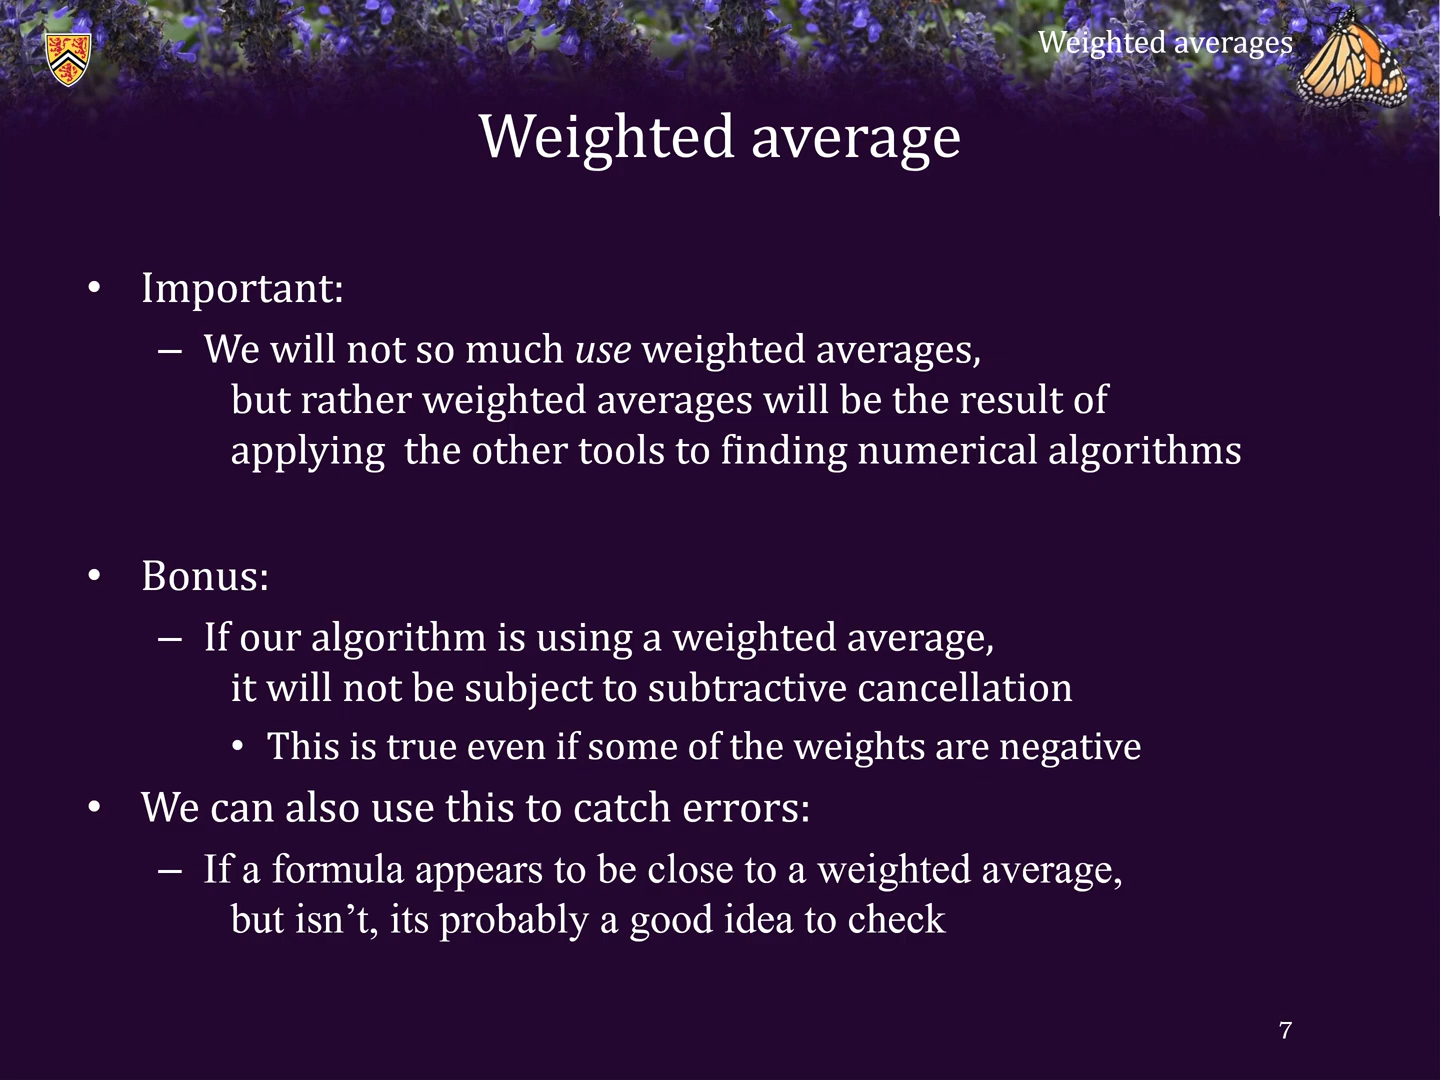 Weighted averages
Weighted average
• Important:
– We will not so much use weighted averages,
but rather weighted averages will be the result of
applying  the other tools to finding numerical algorithms
• Bonus:
– If our algorithm is using a weighted average,
it will not be subject to subtractive cancellation
• This is true even if some of the weights are negative
• We can also use this to catch errors:
– If a formula appears to be close to a weighted average,
but isn’t, its probably a good idea to check
7